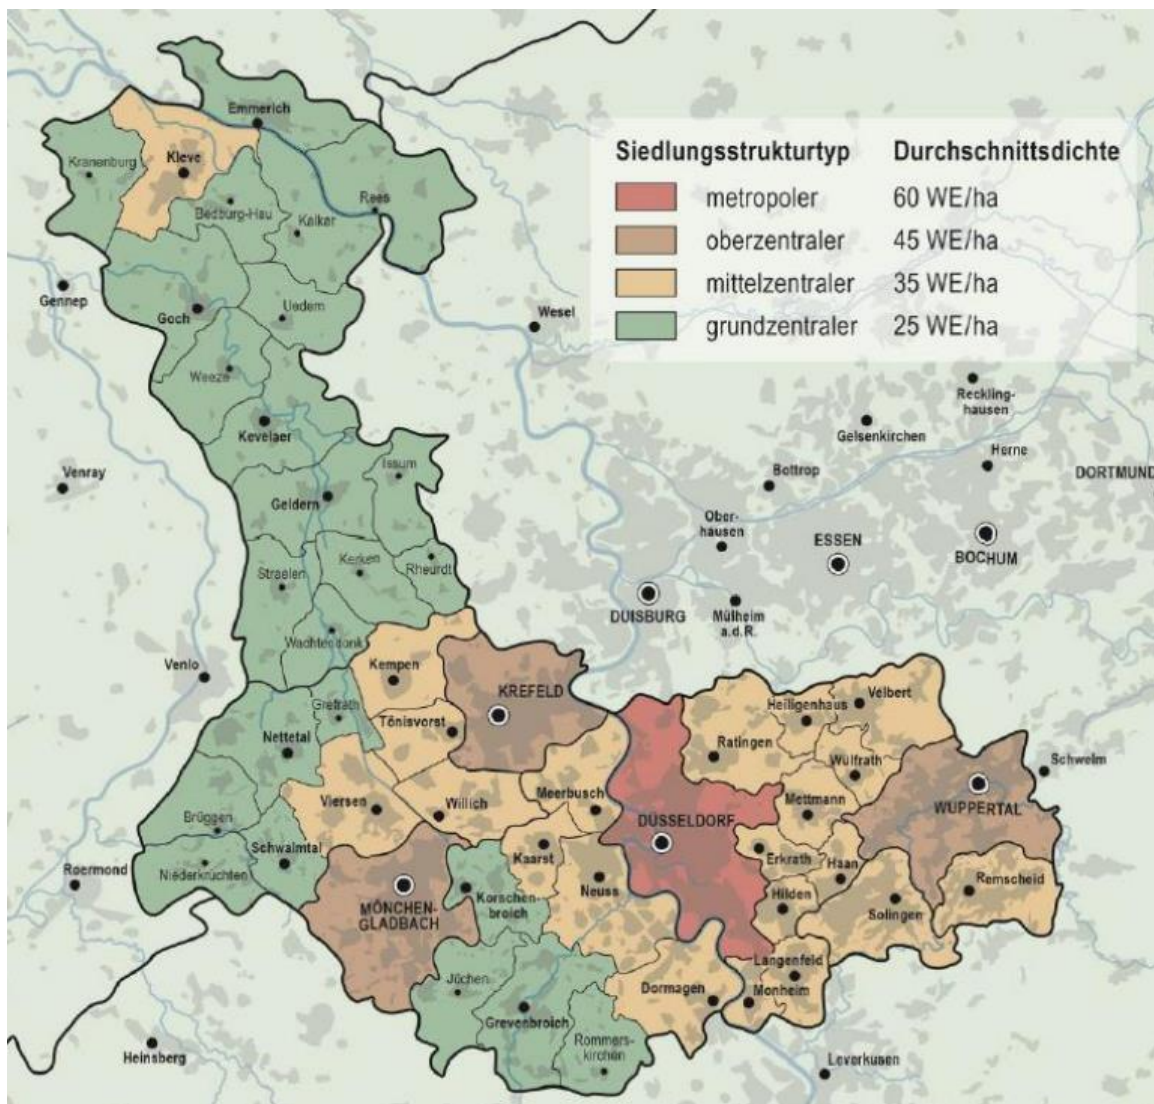 Siedlungsstrukturtyp Durchschnittsdichte
metropoler 60 WE/ha
oberzentraler 45 WE/ha
mittelzentraler 35 WE/ha
grundzentraler 25 WE/ha
Emmerich
Kranenburg
Kleve
Bedburg-Hau
Rees
Kalkar
Gennep
Goch
Uedem
Wesel
Weeze
Kevelaer
Reckling-
hausen
Gelsenkirchen
Herne
Issum
Venray
Bottrop
DORTMUND
Geldern
Ober-
hausen
ESSEN
BOCHUM
Kerken
Rheurdt
Straelen
DUISBURG
Mülheim
a.d.R.
Wachtendonk
Venlo
Kempen
KREFELD
Grefrath
Tönisvorst
Nettetal
Heiligenhaus
Velbert
Ratingen
Wülfrath
Schwelm
Viersen
Willich
Meerbusch
Mettmann
WUPPERTAL
Brüggen
DÜSSELDORF
Schwalmtal
Kaarst
Erkrath
Haan
Niederkrüchten
Roermond
Neuss
Hilden
Remscheid
MÖNCHEN-
GLADBACH
Korschen-
broich
Solingen
Langenfeld
Jüchen
Dormagen
Monheim
Grevenbroich
Rommers-
kirchen
Heinsberg
Leverkusen